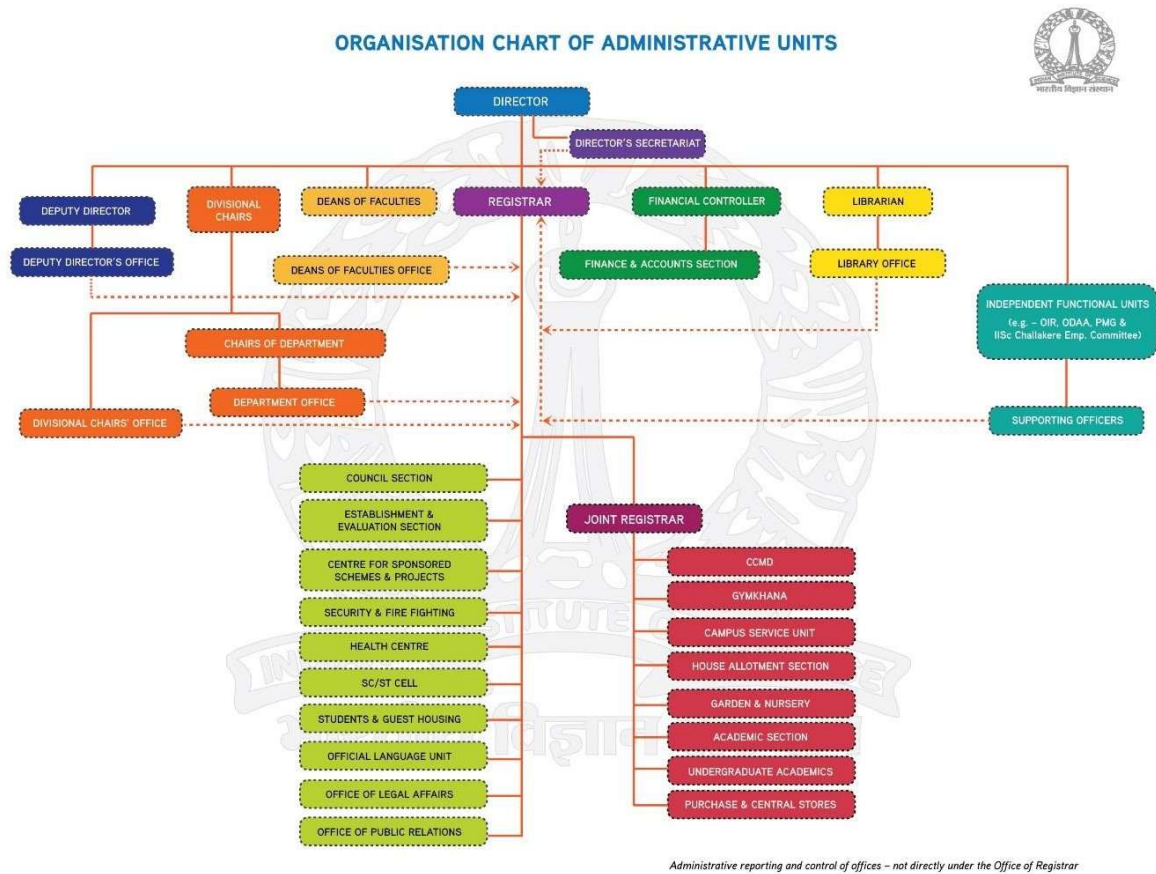 ORGANISATION CHART OF ADMINISTRATIVE UNITS
भारतीय विज्ञान संस्थान
DIRECTOR
DIRECTOR'S SECRETARIAT
DEPUTY DIRECTOR
DIVISIONAL
CHAIRS
DEANS OF FACULTIES
REGISTRAR
FINANCIAL CONTROLLER
LIBRARIAN
DEPUTY DIRECTOR'S OFFICE
DEANS OF FACULTIES OFFICE
FINANCE & ACCOUNTS SECTION
LIBRARY OFFICE
INDEPENDENT FUNCTIONAL UNITS
(e.g. – OIR, ODAA, PMG &
IISc Challakere Emp. Committee)
CHAIRS OF DEPARTMENT
DEPARTMENT OFFICE
DIVISIONAL CHAIRS' OFFICE
SUPPORTING OFFICERS
COUNCIL SECTION
ESTABLISHMENT &
EVALUATION SECTION
CENTRE FOR SPONSORED
SCHEMES & PROJECTS
SECURITY & FIRE FIGHTING
HEALTH CENTRE
SC/ST CELL
STUDENTS & GUEST HOUSING
OFFICIAL LANGUAGE UNIT
OFFICE OF LEGAL AFFAIRS
OFFICE OF PUBLIC RELATIONS
JOINT REGISTRAR
CCMD
GYMKHANA
CAMPUS SERVICE UNIT
HOUSE ALLOTMENT SECTION
GARDEN & NURSERY
ACADEMIC SECTION
UNDERGRADUATE ACADEMICS
PURCHASE & CENTRAL STORES
विज्ञान
Administrative reporting and control of offices – not directly under the Office of Registrar